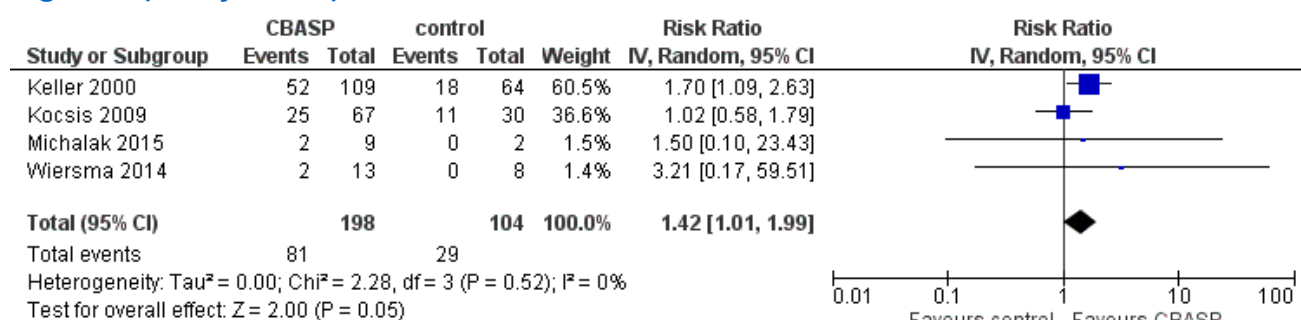 CBASP control Risk Ratio Risk Ratio
Study or Subgroup Events Total Events Total Weight IV, Random, 95% CI IV, Random, 95% CI
Keller 2000 52 109 18 64 60.5% 1.70 [1.09, 2.63]
Kocsis 2009 25 67 11 30 36.6% 1.02 [0.58, 1.79]
Michalak 2015 2 9 0 2 1.5% 1.50 [0.10, 23.43]
Wiersma 2014 2 13 0 8 1.4% 3.21 [0.17, 59.51]
Total (95% CI) 198 104 100.0% 1.42 [1.01, 1.99]
Total events 81 29
Heterogeneity: Tau² = 0.00; Chi² = 2.28, df = 3 (P = 0.52); I² = 0%
0.01 0.1 1 10 100
Test for overall effect: Z = 2.00 (P = 0.05)
Favours control Favours CBASP